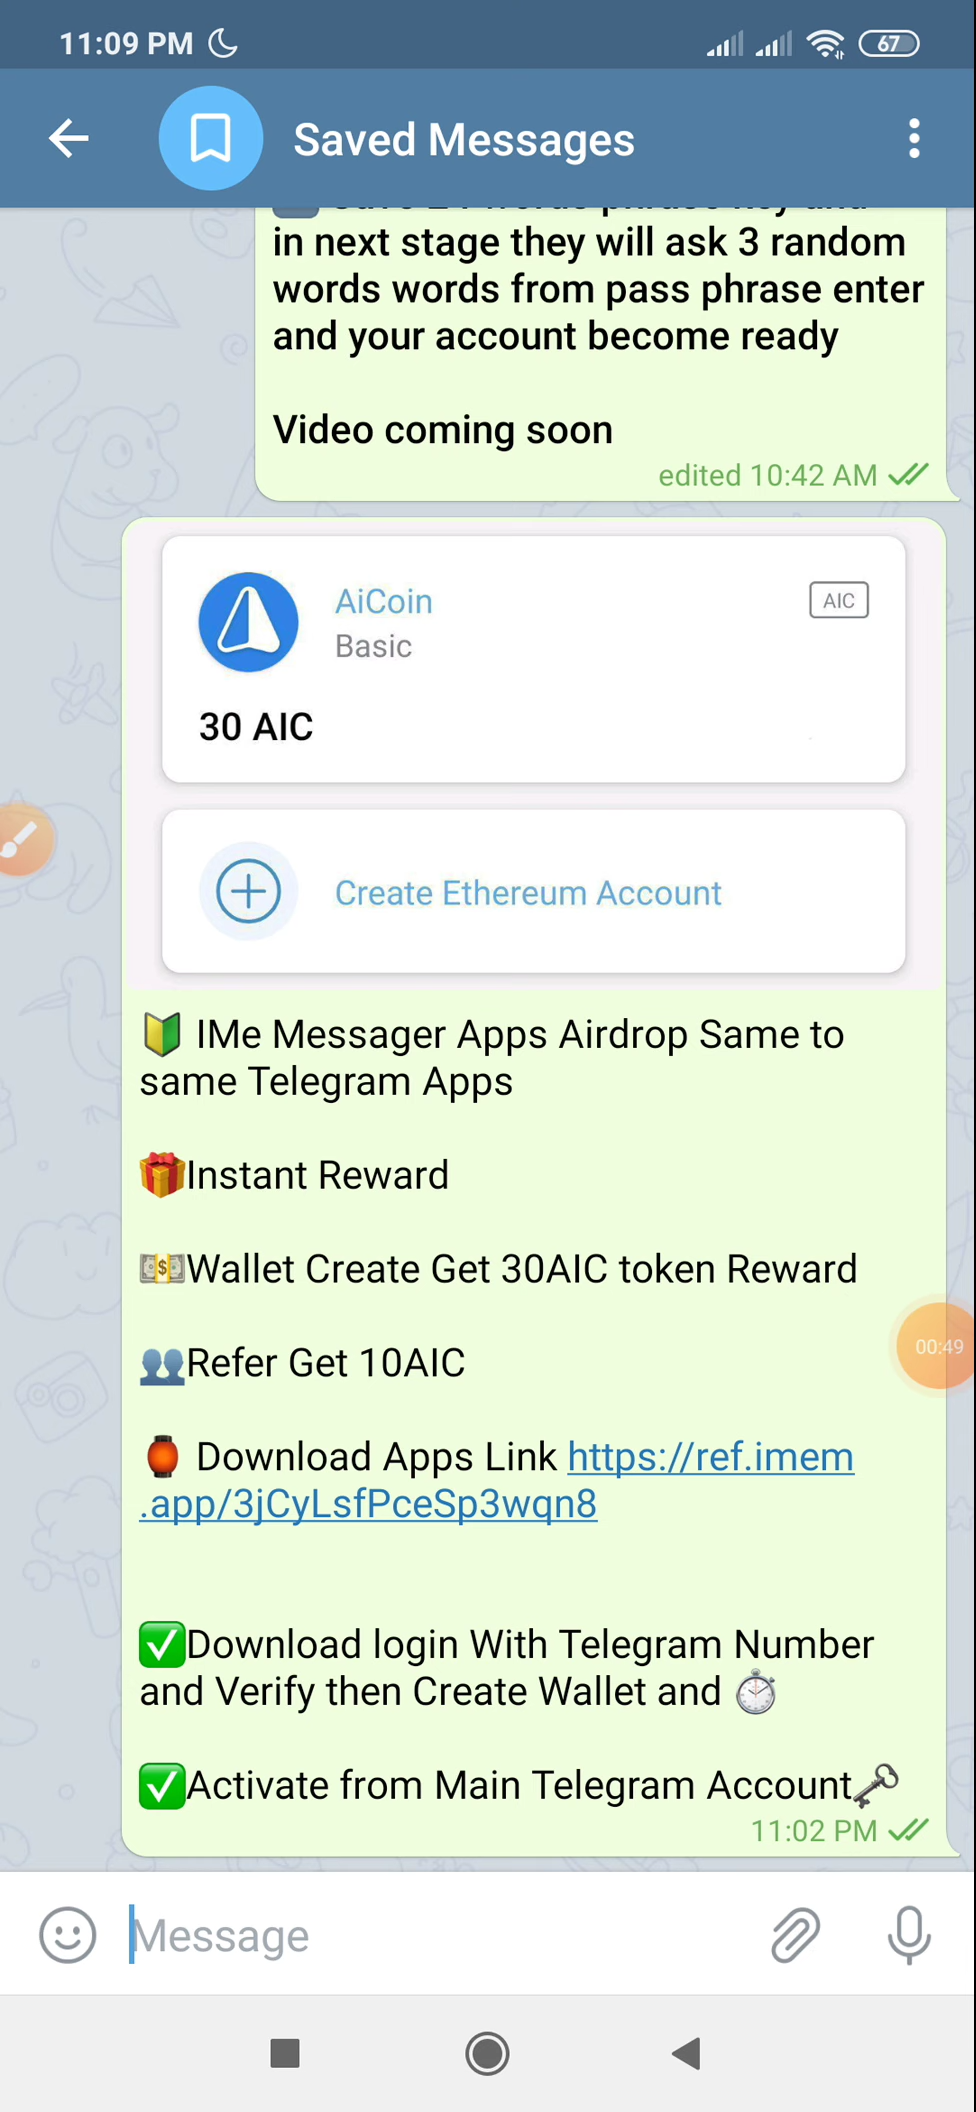 11:09 PM
67
Saved Messages
in next stage they will ask 3 random
words words from pass phrase enter
and your account become ready
Video coming soon
edited 10:42 AM
AiCoin
AIC
Basic
30 AIC
Create Ethereum Account
IMe Messager Apps Airdrop Same to
same Telegram Apps
Instant Reward
Wallet Create Get 30AIC token Reward
Refer Get 10AIC
00:49
Download Apps Link https://ref.imem
.app/3jCyLsfPceSp3wqn8
Download login With Telegram Number
and Verify then Create Wallet and
Activate from Main Telegram Account
11:02 PM
Message